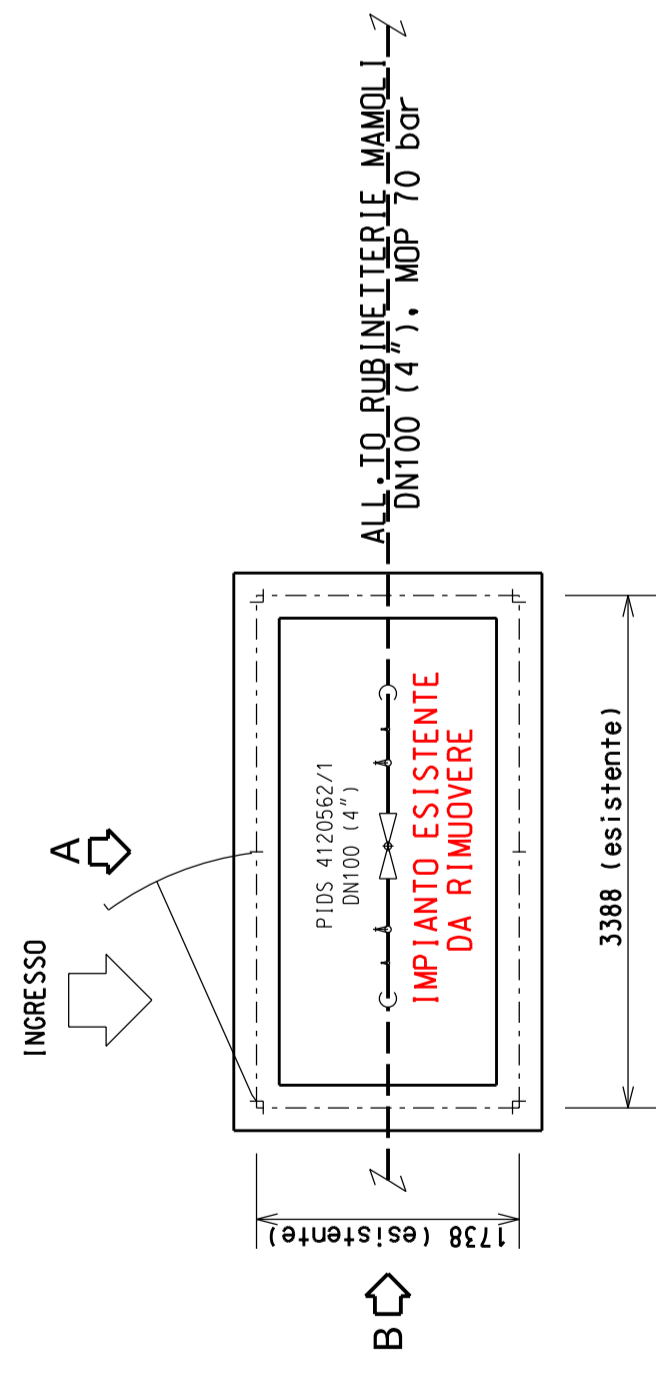 INGRESSO
A
ALL.TO RUBINETTERIE MAMOLI
DN100 (4"), MOP 70 bar
PIDS 4120562/1
DN100 (4")
IMPIANTO ESISTENTE
DA RIMUOVERE
3388 (esistente)
1738 (esistente)
B